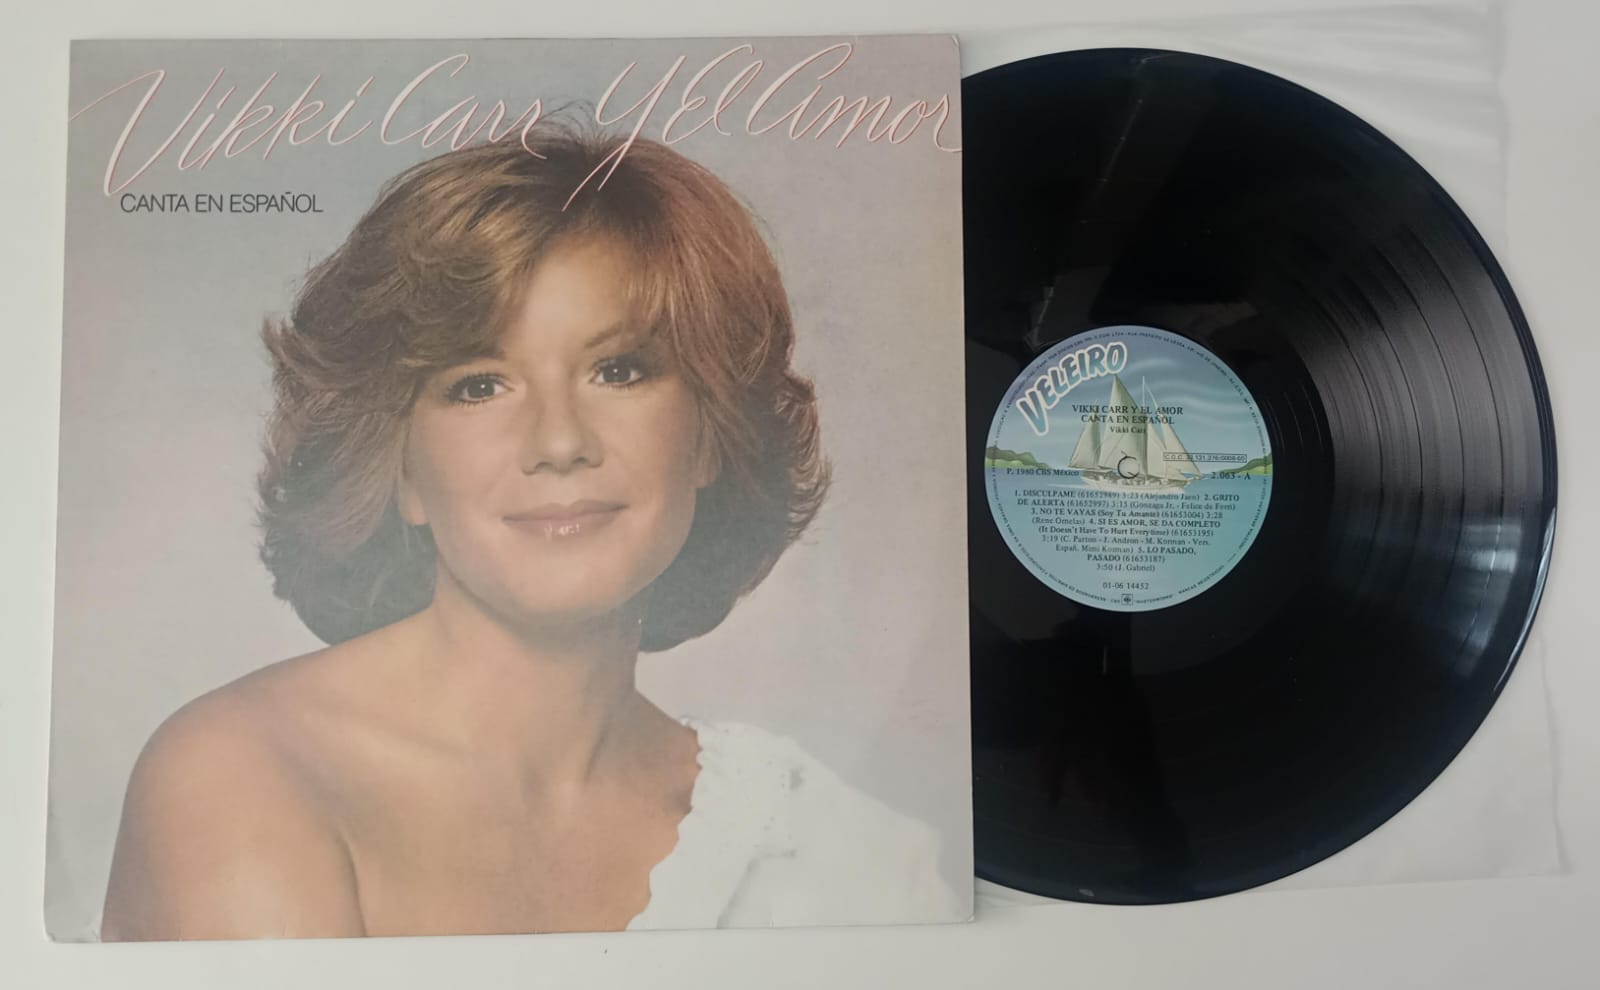 Vikki Carr Y El Amor
CANTA EN ESPAÑOL
VELEIRO
VIKKI CARR Y EL AMOR
CANTA EN ESPAÑOL
Vikki Carr
P. 1980 CBS México
2.063 - A
1. DISCULPAME (61652989) 3:23 (Alejandro Jaen) 2. GRITO
DE ALERTA (61652997) 3:15 (Gonzaga Jr. - Felice de Ferri)
3. NO TE VAYAS (Soy Tu Amante) (61653004) 3:28
(Rene Ornelas) 4. SI ES AMOR, SE DA COMPLETO
(It Doesn't Have To Hurt Everytime) (61653195)
3:19 (C. Parton - J. Andron - M. Korman - Vers.
Españ. Mimi Korman) 5. LO PASADO,
PASADO (61653187)
3:50 (J. Gabriel)
01-06 14452